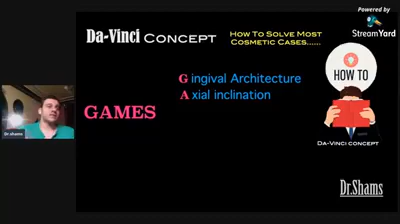 Powered by
StreamYard
Da-Vinci Concept
How To Solve Most
Cosmetic Cases......
Gingival Architecture
Axial inclination
GAMES
HOW TO
Da-Vinci concept
Dr.shams
Dr.Shams